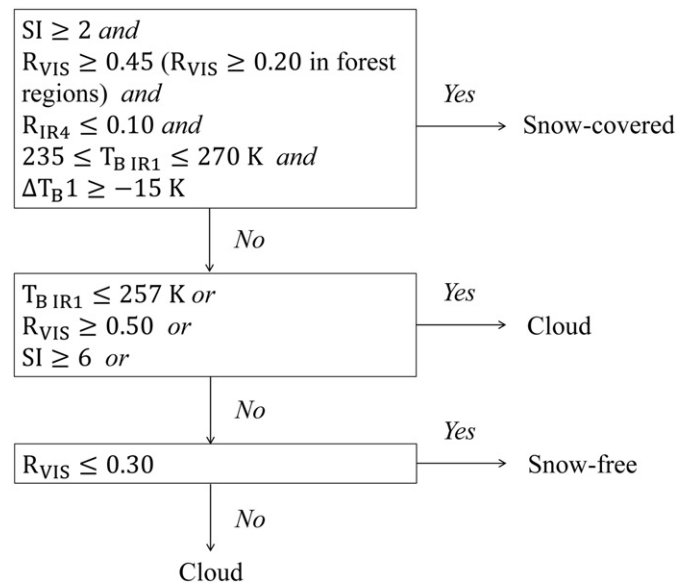 SI ≥ 2 and
R_VIS ≥ 0.45 (R_VIS ≥ 0.20 in forest
regions) and
R_IR4 ≤ 0.10 and
235 ≤ T_B IR1 ≤ 270 K and
ΔT_B1 ≥ −15 K
Yes
Snow-covered
No
T_B IR1 ≤ 257 K or
R_VIS ≥ 0.50 or
SI ≥ 6 or
Yes
Cloud
No
R_VIS ≤ 0.30
Yes
Snow-free
No
Cloud